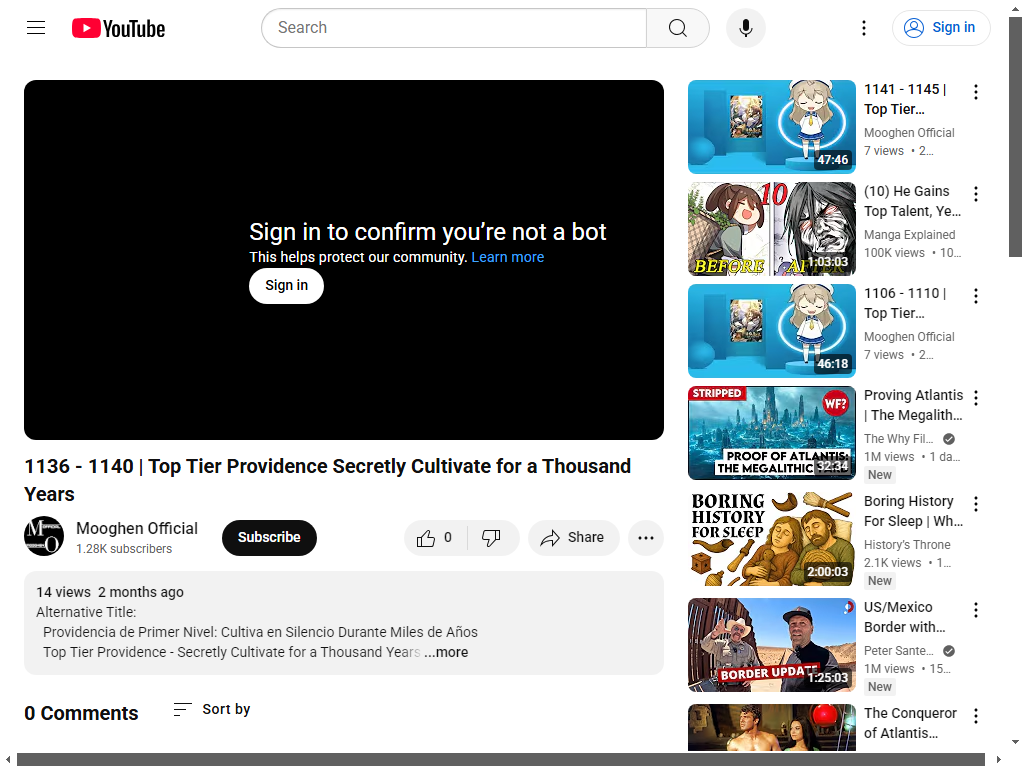 YouTube
Search
Sign in
Sign in to confirm you’re not a bot
This helps protect our community. Learn more
Sign in
1136 - 1140 | Top Tier Providence Secretly Cultivate for a Thousand
Years
Mooghen Official
1.28K subscribers
Subscribe
0
Share
14 views 2 months ago
Alternative Title:
Providencia de Primer Nivel: Cultiva en Silencio Durante Miles de Años
Top Tier Providence - Secretly Cultivate for a Thousand Years ...more
0 Comments
Sort by
47:46
1141 - 1145 |
Top Tier…
Mooghen Official
7 views • 2…
10
BEFORE
AFTER
1:03:03
(10) He Gains
Top Talent, Ye…
Manga Explained
100K views • 10…
46:18
1106 - 1110 |
Top Tier…
Mooghen Official
7 views • 2…
STRIPPED
WF?
PROOF OF ATLANTIS:
THE MEGALITHIC
32:34
Proving Atlantis
| The Megalith…
The Why Fil…
1M views • 1 da…
New
BORING
HISTORY
FOR SLEEP
2:00:03
Boring History
For Sleep | Wh…
History’s Throne
2.1K views • 1…
New
BORDER UPDATE
1:25:03
US/Mexico
Border with…
Peter Sante…
1M views • 15…
New
The Conqueror
of Atlantis…